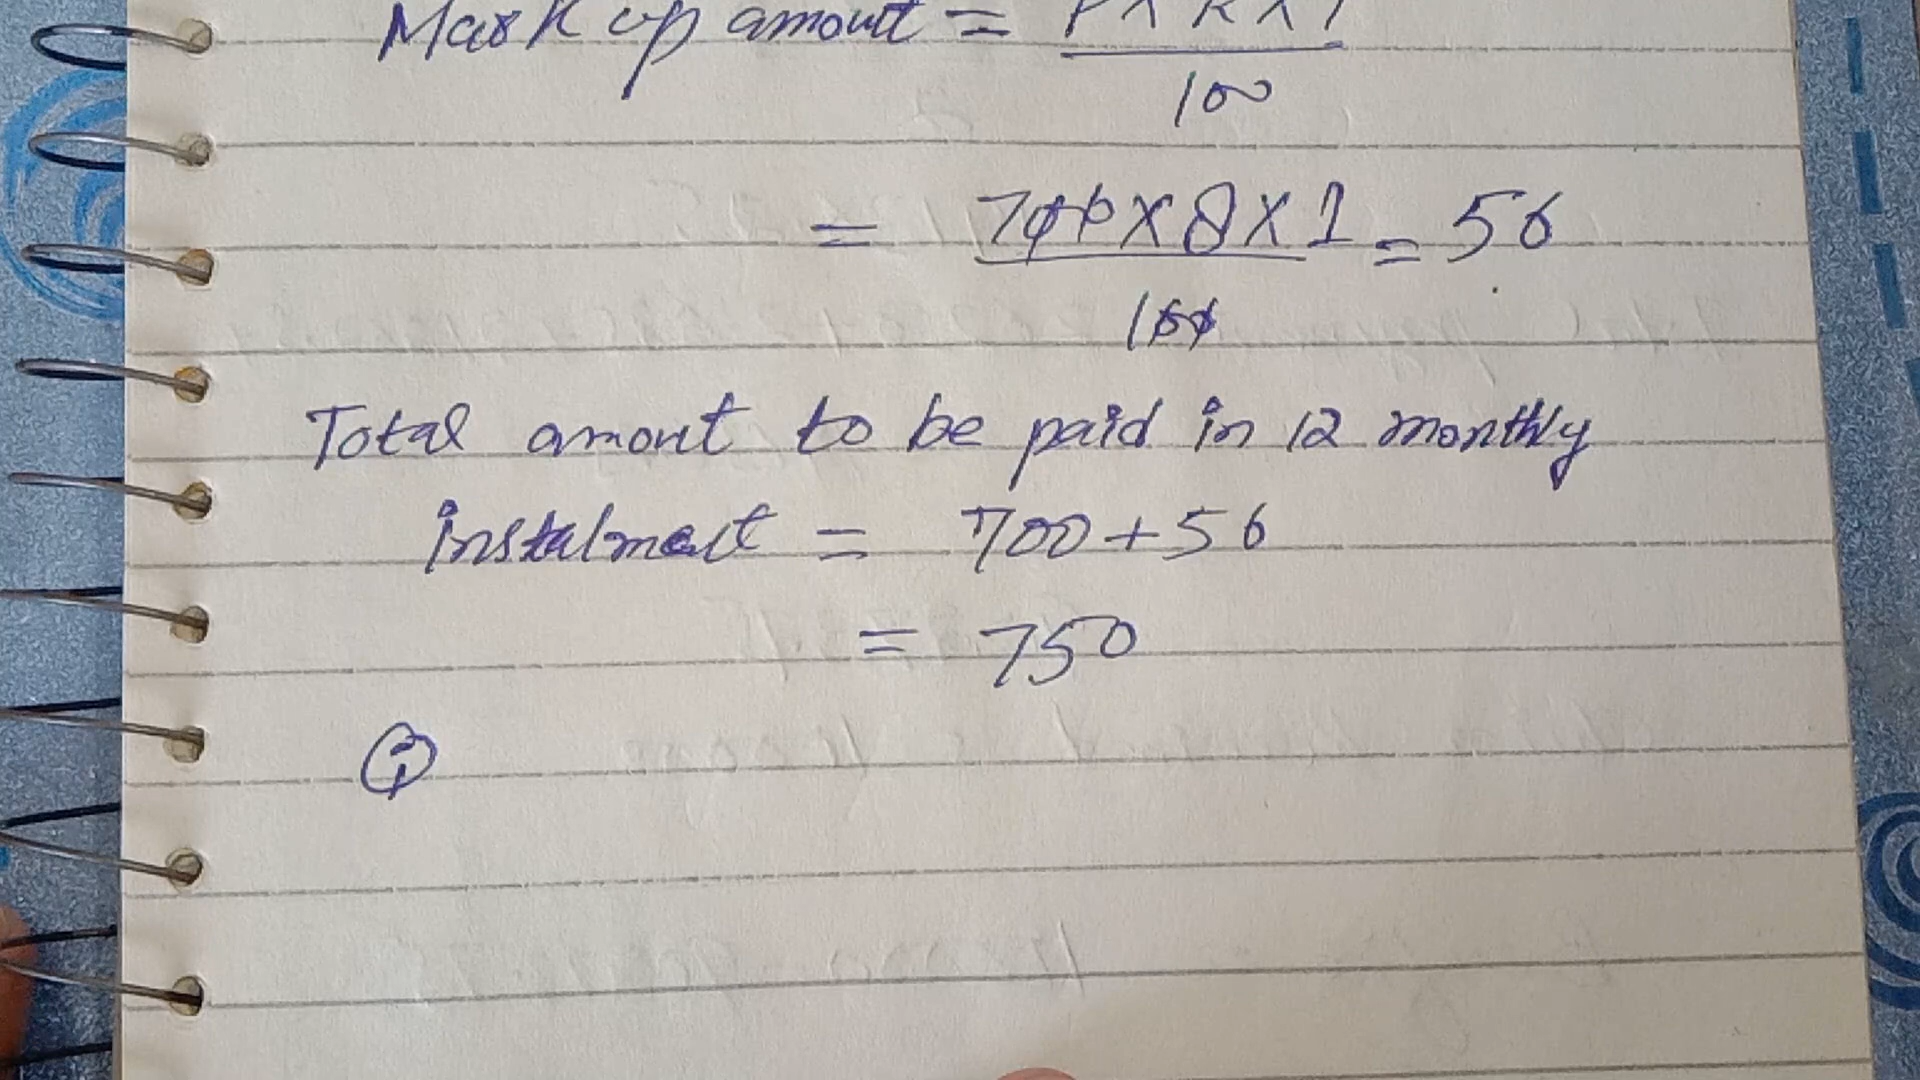 Mark up amount = P X R X T
100
= 700 X 8 X 1 = 56
100
Total amout to be paid in 12 monthly
instalment = 700 + 56
= 750